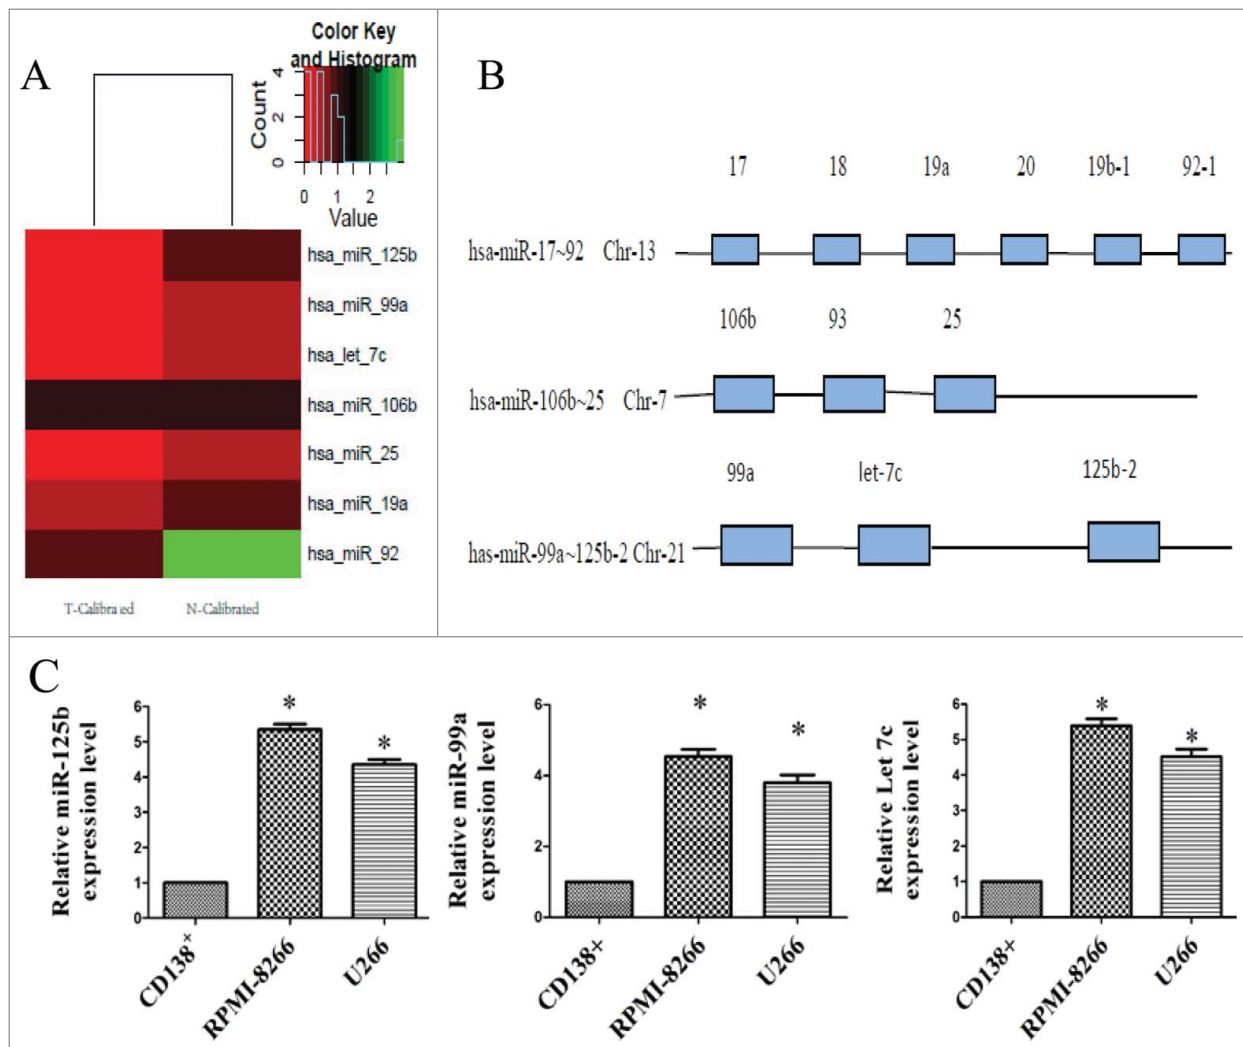 A
Color Key
and Histogram
Count
0
2
4
0 1 2
Value
hsa_miR_125b
hsa_miR_99a
hsa_let_7c
hsa_miR_106b
hsa_miR_25
hsa_miR_19a
hsa_miR_92
T-Calibrated N-Calibrated
B
17 18 19a 20 19b-1 92-1
hsa-miR-17~92 Chr-13
106b 93 25
hsa-miR-106b~25 Chr-7
99a let-7c 125b-2
has-miR-99a~125b-2 Chr-21
C
Relative miR-125b
expression level
6
5
4
3
2
1
0
* *
CD138+ RPMI-8266 U266
Relative miR-99a
expression level
6
4
2
0
* *
CD138+ RPMI-8266 U266
Relative Let 7c
expression level
6
5
4
3
2
1
0
* *
CD138+ RPMI-8266 U266